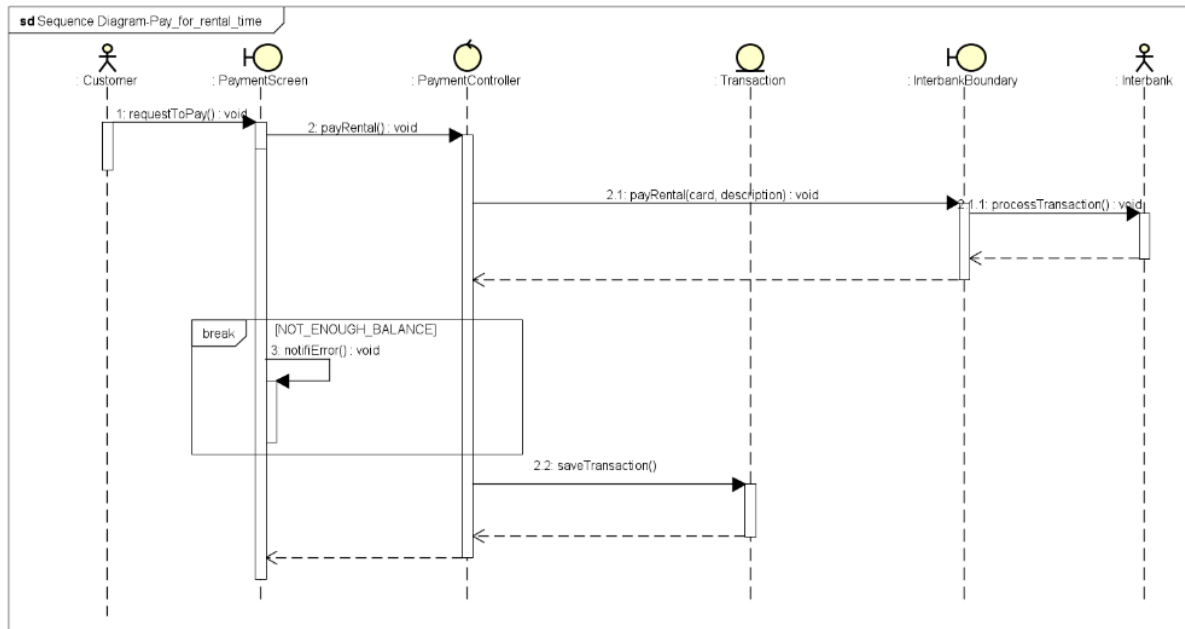 sd Sequence Diagram-Pay_for_rental_time
: Customer
: PaymentScreen
: PaymentController
: Transaction
: InterbankBoundary
: Interbank
1: requestToPay() : void
2: payRental() : void
2.1: payRental(card, description) : void
2.1.1: processTransaction() : void
break
[NOT_ENOUGH_BALANCE]
3: notifiError() : void
2.2: saveTransaction()